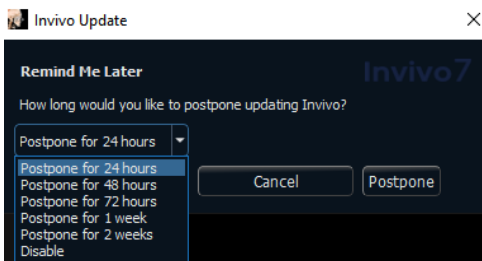 Invivo Update
Remind Me Later
Invivo7
How long would you like to postpone updating Invivo?
Postpone for 24 hours
Postpone for 24 hours
Postpone for 48 hours
Postpone for 72 hours
Postpone for 1 week
Postpone for 2 weeks
Disable
Cancel
Postpone